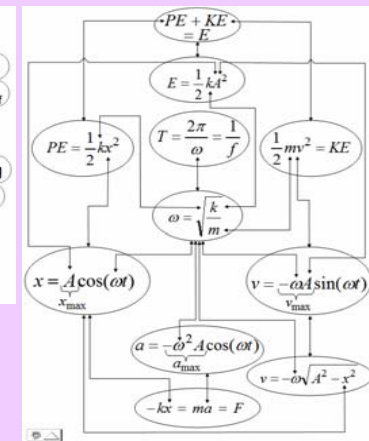 PE + KE
= E
E = 1/2 kA²
PE = 1/2 kx²
T = 2π/ω = 1/f
1/2 mv² = KE
ω = √(k/m)
x = A cos(ωt)
x_max
v = −ωA sin(ωt)
v_max
a = −ω² A cos(ωt)
a_max
v = −ω√(A² − x²)
−kx = ma = F